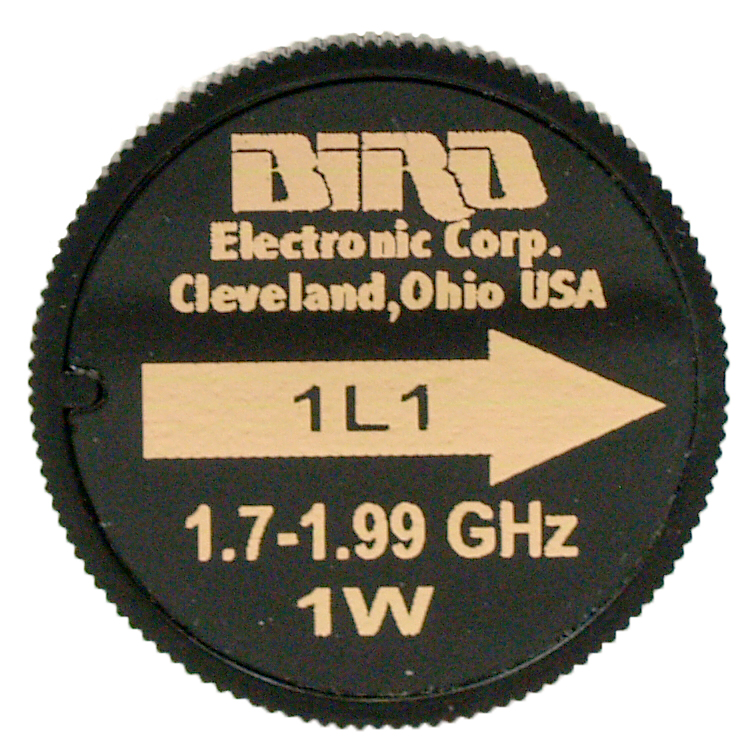 BIRD
Electronic Corp.
Cleveland,Ohio USA
1L1
1.7-1.99 GHz
1W